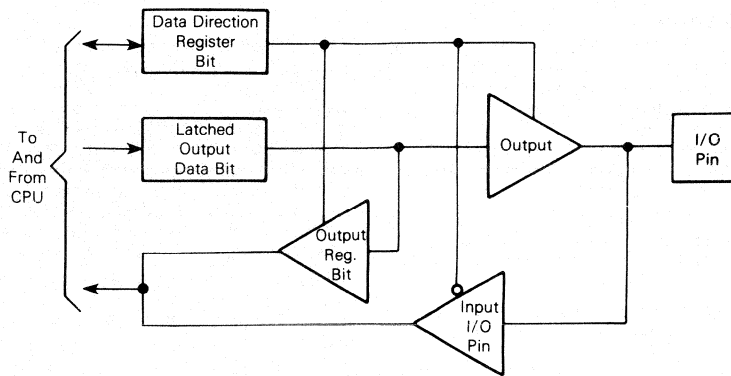 Data Direction
Register
Bit
To
And
From
CPU
Latched
Output
Data Bit
Output
I/O
Pin
Output
Reg.
Bit
Input
I/O
Pin